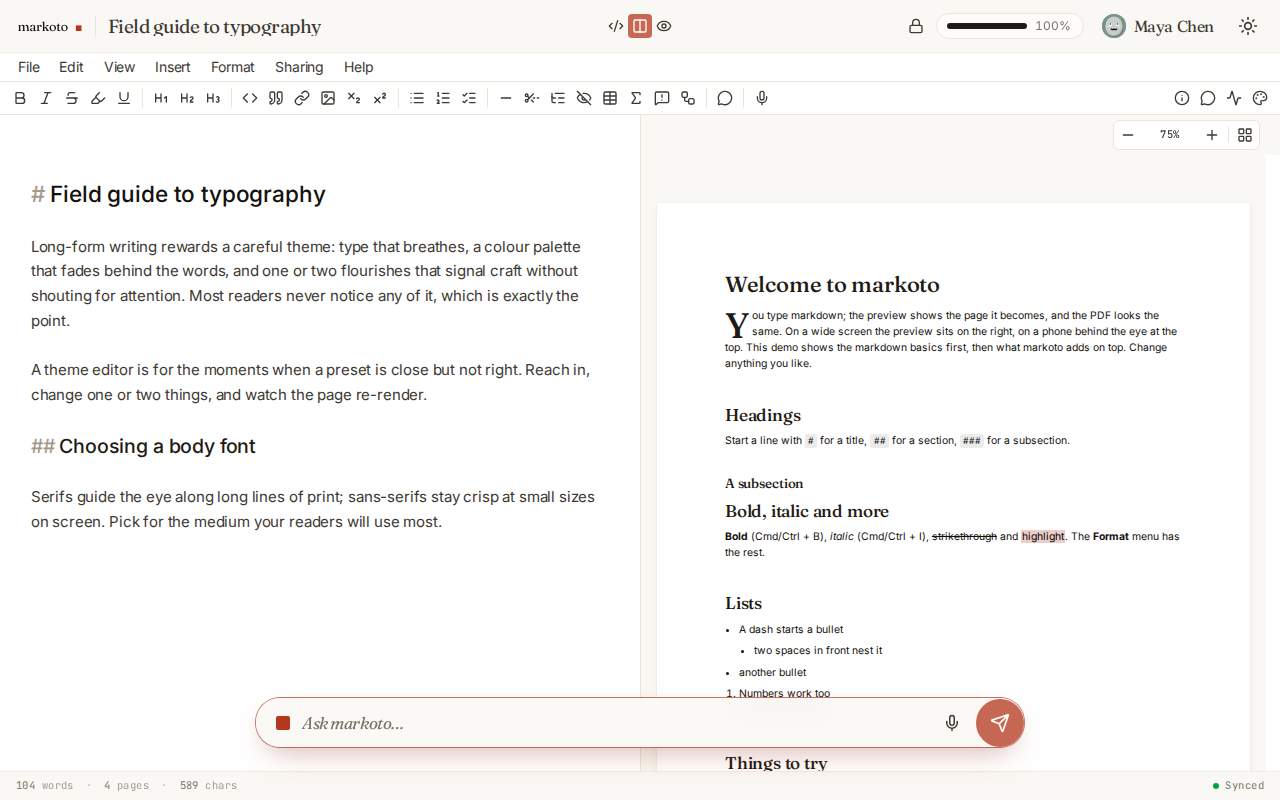 markoto
Field guide to typography
100%
Maya Chen
File Edit View Insert Format Sharing Help
H1 H2 H3
75%
# Field guide to typography
Long-form writing rewards a careful theme: type that breathes, a colour palette
that fades behind the words, and one or two flourishes that signal craft without
shouting for attention. Most readers never notice any of it, which is exactly the
point.
A theme editor is for the moments when a preset is close but not right. Reach in,
change one or two things, and watch the page re-render.
## Choosing a body font
Serifs guide the eye along long lines of print; sans-serifs stay crisp at small sizes
on screen. Pick for the medium your readers will use most.
Welcome to markoto
You type markdown; the preview shows the page it becomes, and the PDF looks the
same. On a wide screen the preview sits on the right, on a phone behind the eye at the
top. This demo shows the markdown basics first, then what markoto adds on top. Change
anything you like.
Headings
Start a line with # for a title, ## for a section, ### for a subsection.
A subsection
Bold, italic and more
Bold (Cmd/Ctrl + B), italic (Cmd/Ctrl + I), strikethrough and highlight. The Format menu has
the rest.
Lists
• A dash starts a bullet
• two spaces in front nest it
• another bullet
1. Numbers work too
Things to try
Ask markoto...
104 words · 4 pages · 589 chars
Synced